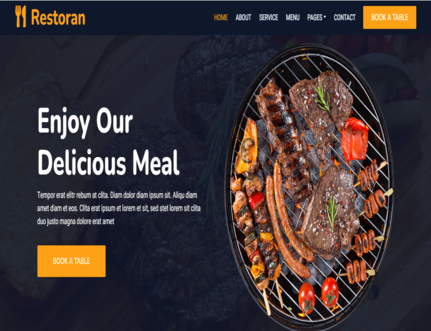 Restoran
HOME ABOUT SERVICE MENU PAGES CONTACT BOOK A TABLE
Enjoy Our
Delicious Meal
Tempor erat elitr rebum at clita. Diam dolor diam ipsum sit. Aliqu diam
amet diam et eos. Clita erat ipsum et lorem et sit, sed stet lorem sit clita
duo justo magna dolore erat amet
BOOK A TABLE